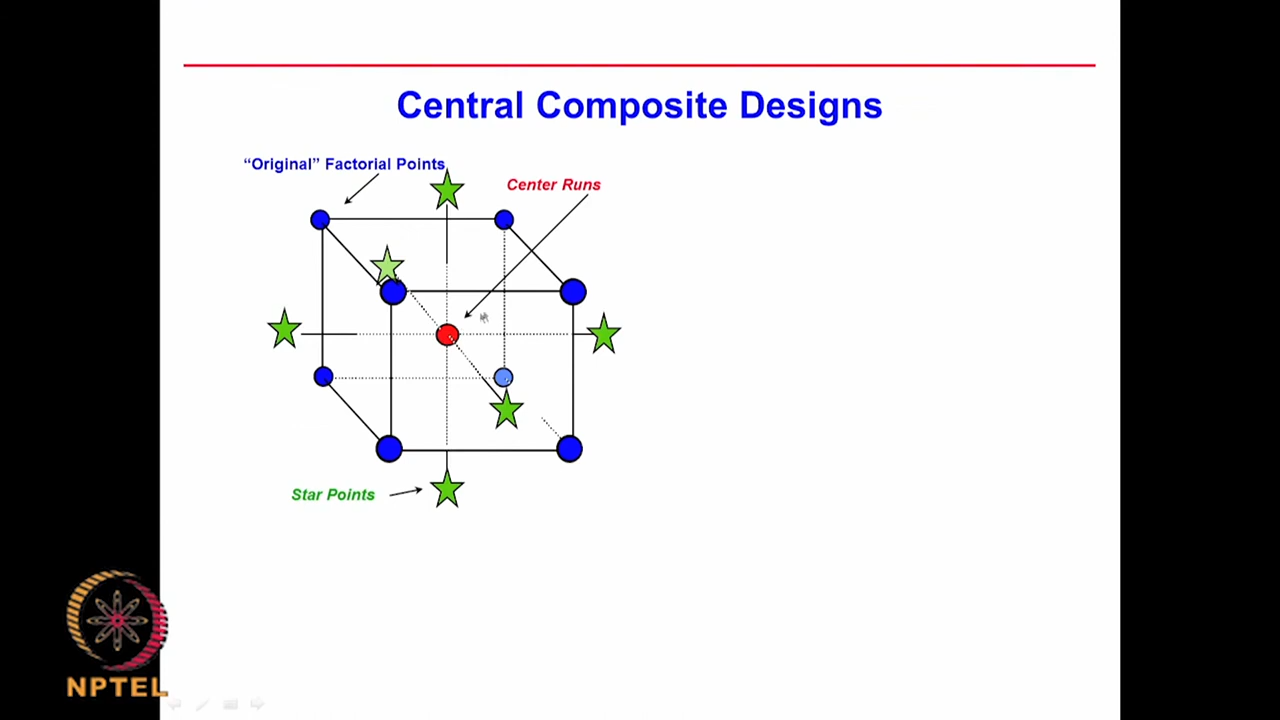 Central Composite Designs
“Original” Factorial Points
Center Runs
Star Points
NPTEL